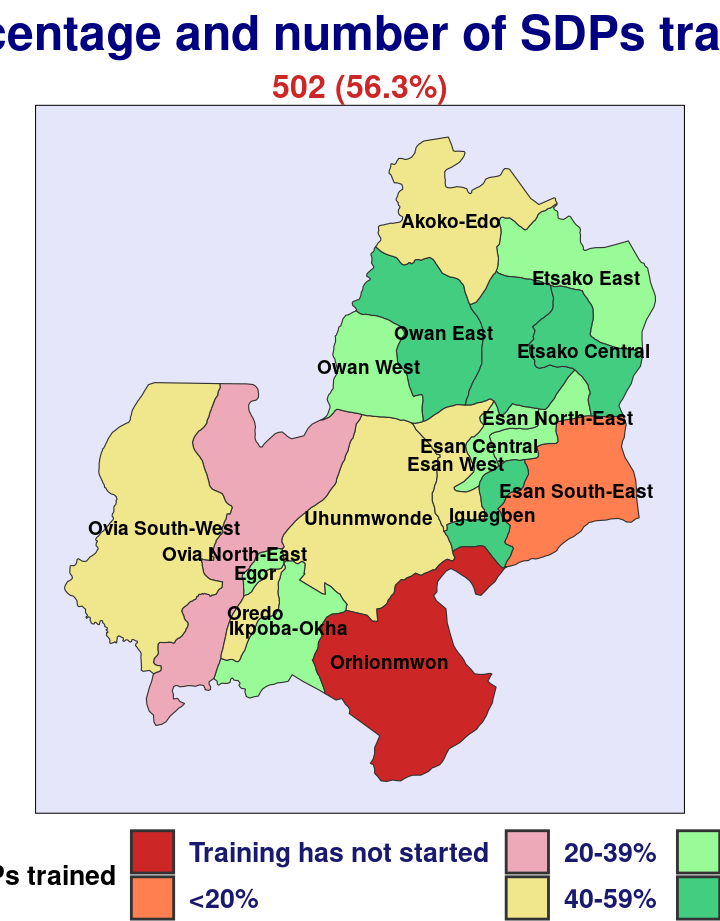 centage and number of SDPs tra
502 (56.3%)
Akoko-Edo
Etsako East
Owan East
Etsako Central
Owan West
Esan North-East
Esan Central
Esan West
Esan South-East
Iguegben
Uhunmwonde
Ovia South-West
Ovia North-East
Egor
Oredo
Ikpoba-Okha
Orhionmwon
Ps trained
Training has not started
20-39%
<20%
40-59%